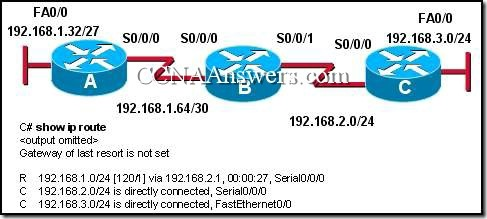 FA0/0
192.168.1.32/27
S0/0/0
S0/0/1
S0/0/0
FA0/0
192.168.3.0/24
A
B
C
CCNAAnswers.com
192.168.1.64/30
192.168.2.0/24
C# show ip route
<output omitted>
Gateway of last resort is not set
R 192.168.1.0/24 [120/1] via 192.168.2.1, 00:00:27, Serial0/0/0
C 192.168.2.0/24 is directly connected, Serial0/0/0
C 192.168.3.0/24 is directly connected, FastEthernet0/0